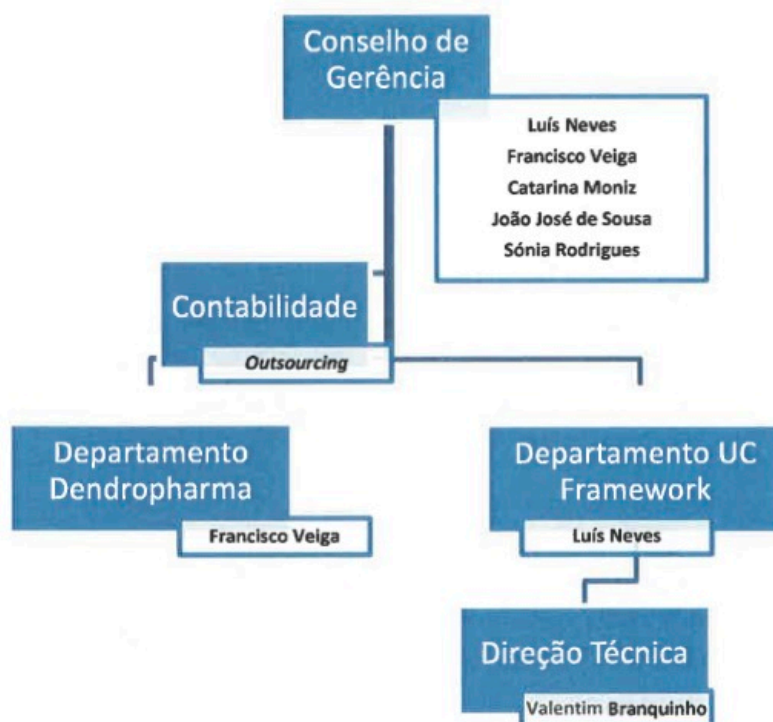 Conselho de
Gerência
Luís Neves
Francisco Veiga
Catarina Moniz
João José de Sousa
Sónia Rodrigues
Contabilidade
Outsourcing
Departamento
Dendropharma
Francisco Veiga
Departamento UC
Framework
Luís Neves
Direção Técnica
Valentim Branquinho